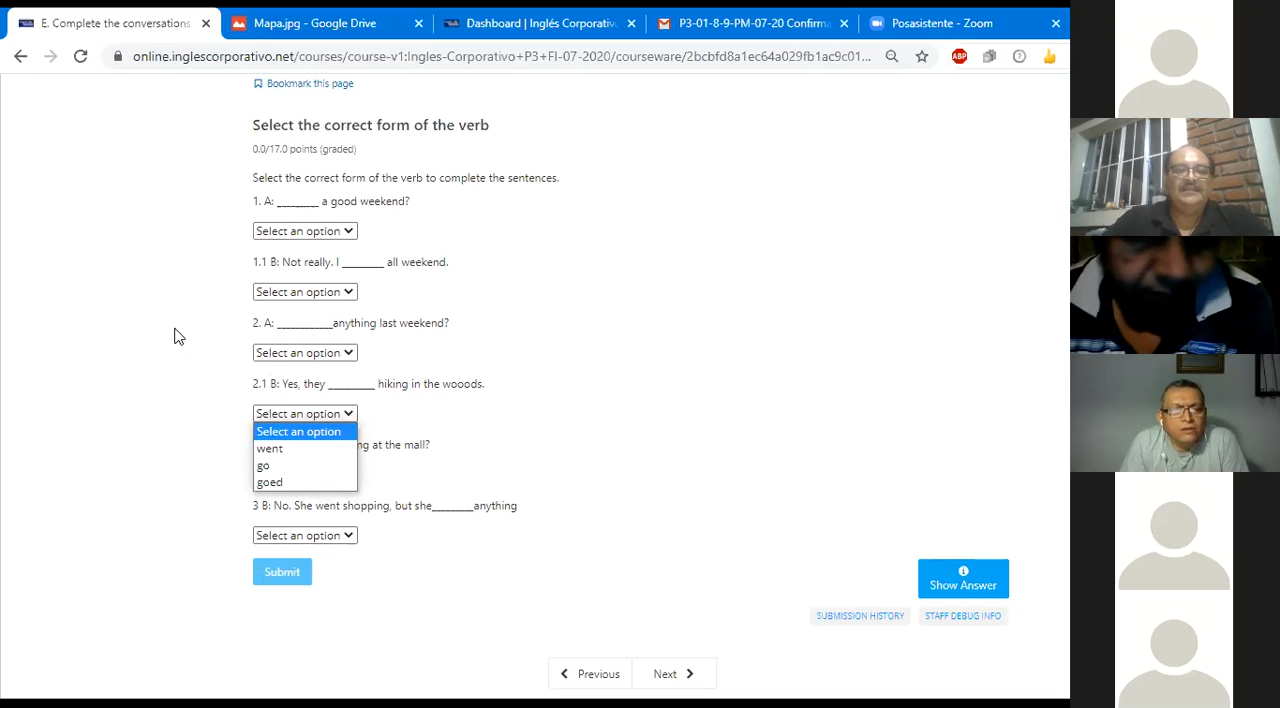 E. Complete the conversations
Mapa.jpg - Google Drive
Dashboard | Inglés Corporativo
P3-01-8-9-PM-07-20 Confirma
Posasistente - Zoom
online.inglescorporativo.net/courses/course-v1:Ingles-Corporativo+P3+FI-07-2020/courseware/2bcbfd8a1ec64a029fb1ac9c01...
ABP
Bookmark this page
Select the correct form of the verb
0.0/17.0 points (graded)
Select the correct form of the verb to complete the sentences.
1. A: ________ a good weekend?
Select an option
1.1 B: Not really. I ________ all weekend.
Select an option
2. A: ____________anything last weekend?
Select an option
2.1 B: Yes, they _________ hiking in the wooods.
Select an option
Select an option
went
ng at the mall?
go
goed
3 B: No. She went shopping, but she________anything
Select an option
Submit
Show Answer
SUBMISSION HISTORY
STAFF DEBUG INFO
Previous
Next